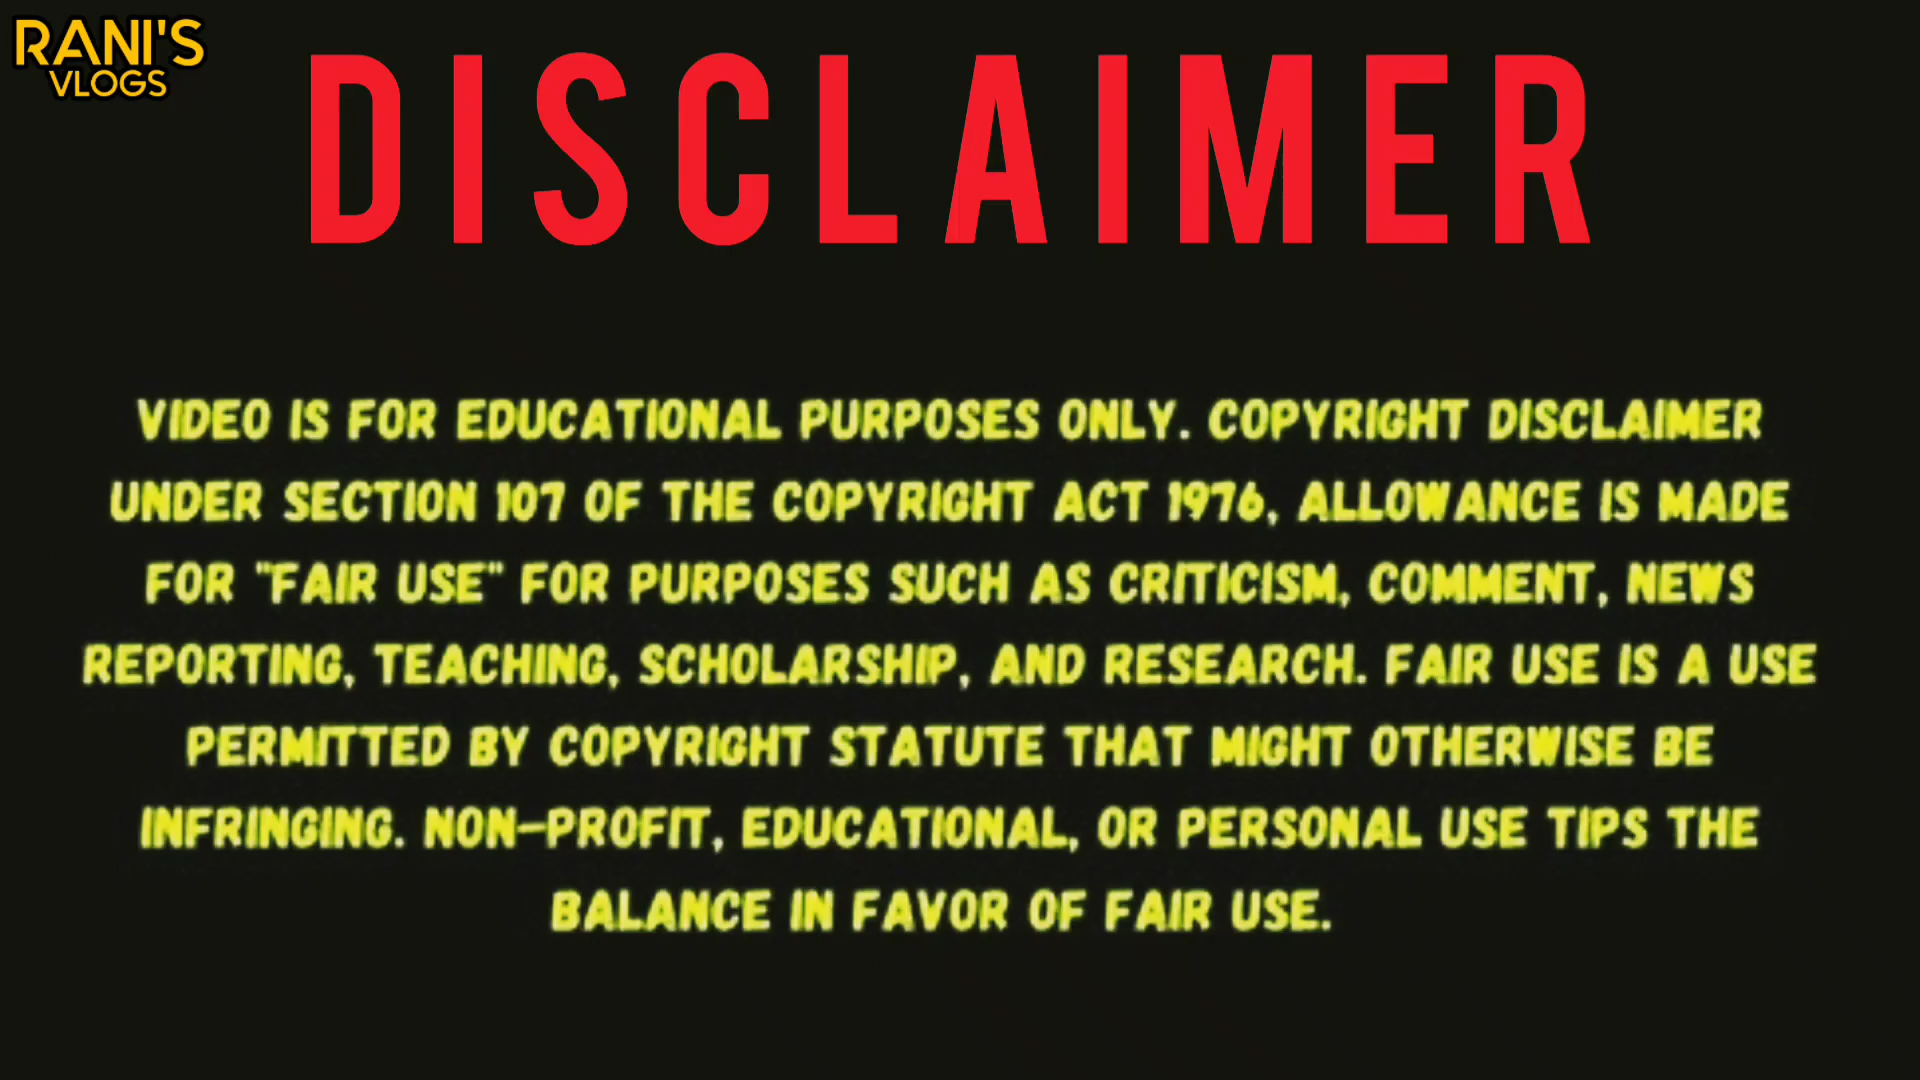 RANI'S
VLOGS
DISCLAIMER
VIDEO IS FOR EDUCATIONAL PURPOSES ONLY. COPYRIGHT DISCLAIMER
UNDER SECTION 107 OF THE COPYRIGHT ACT 1976, ALLOWANCE IS MADE
FOR "FAIR USE" FOR PURPOSES SUCH AS CRITICISM, COMMENT, NEWS
REPORTING, TEACHING, SCHOLARSHIP, AND RESEARCH. FAIR USE IS A USE
PERMITTED BY COPYRIGHT STATUTE THAT MIGHT OTHERWISE BE
INFRINGING. NON-PROFIT, EDUCATIONAL, OR PERSONAL USE TIPS THE
BALANCE IN FAVOR OF FAIR USE.